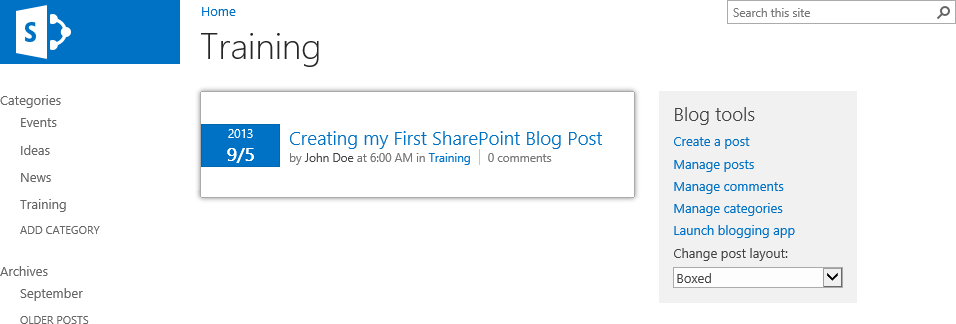 S
Home
Search this site
Training
Categories
Events
Ideas
News
Training
ADD CATEGORY
Archives
September
OLDER POSTS
2013
9/5
Creating my First SharePoint Blog Post
by John Doe at 6:00 AM in Training 0 comments
Blog tools
Create a post
Manage posts
Manage comments
Manage categories
Launch blogging app
Change post layout:
Boxed